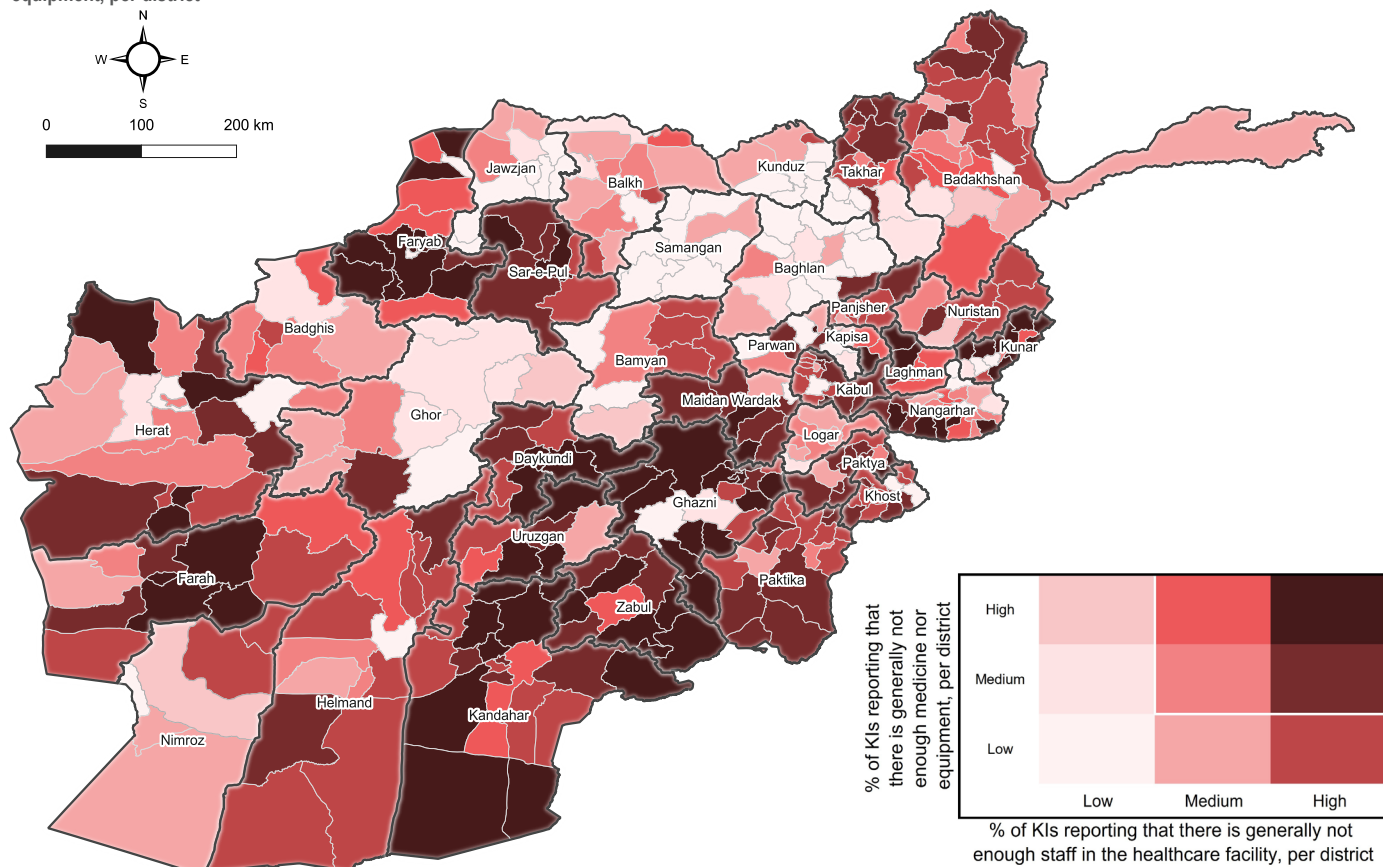 equipment, per district
N
W E
S
0 100 200 km
Jawzjan
Balkh
Kunduz
Takhar
Badakhshan
Faryab
Sar-e-Pul
Samangan
Baghlan
Badghis
Panjsher
Nuristan
Kapisa
Parwan
Kunar
Bamyan
Laghman
Kabul
Maidan Wardak
Nangarhar
Ghor
Herat
Logar
Daykundi
Paktya
Khost
Ghazni
Uruzgan
Farah
Paktika
Zabul
Helmand
Kandahar
Nimroz
% of KIs reporting that
there is generally not
enough medicine nor
equipment, per district
High
Medium
Low
Low Medium High
% of KIs reporting that there is generally not
enough staff in the healthcare facility, per district